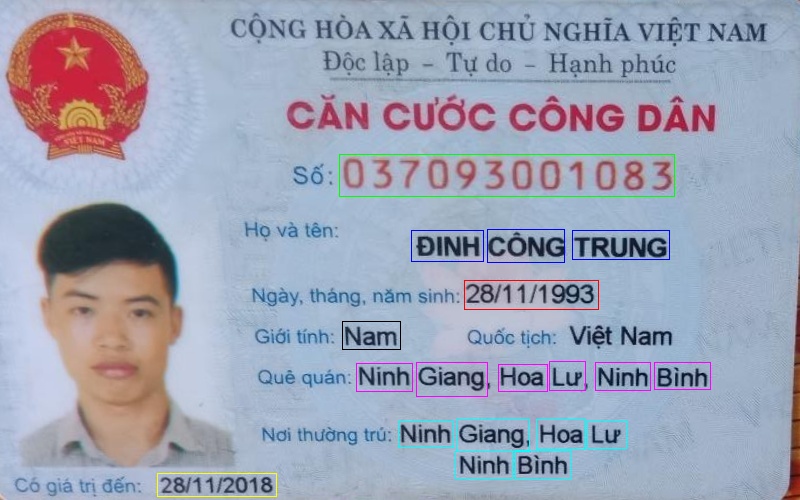 CỘNG HÒA XÃ HỘI CHỦ NGHĨA VIỆT NAM
Độc lập - Tự do - Hạnh phúc
CĂN CƯỚC CÔNG DÂN
VIỆT NAM
Số: 037093001083
Họ và tên: ĐINH CÔNG TRUNG
Ngày, tháng, năm sinh: 28/11/1993
Giới tính: Nam Quốc tịch: Việt Nam
Quê quán: Ninh Giang, Hoa Lư, Ninh Bình
Nơi thường trú: Ninh Giang, Hoa Lư
Ninh Bình
Có giá trị đến: 28/11/2018